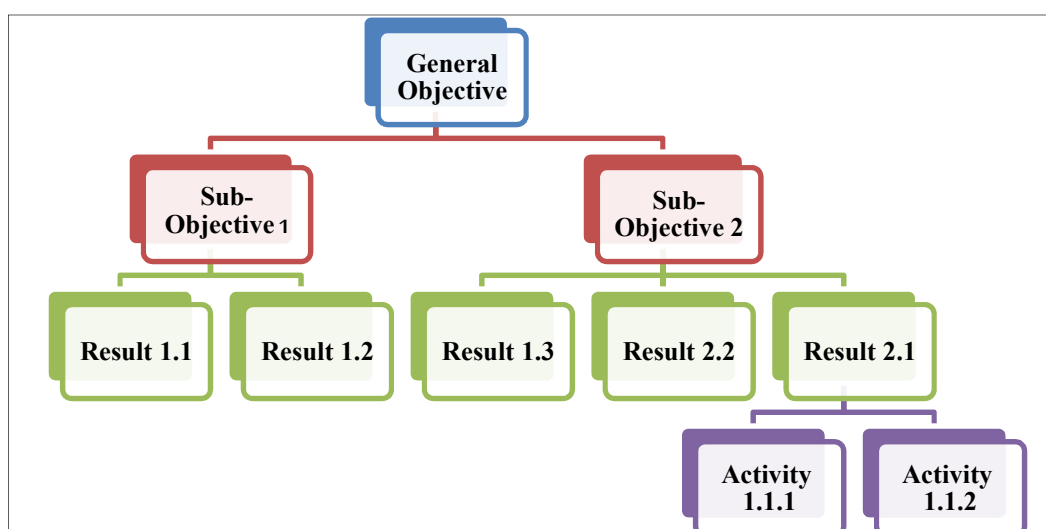 General
Objective
Sub-
Objective 1
Sub-
Objective 2
Result 1.1
Result 1.2
Result 1.3
Result 2.2
Result 2.1
Activity
1.1.1
Activity
1.1.2